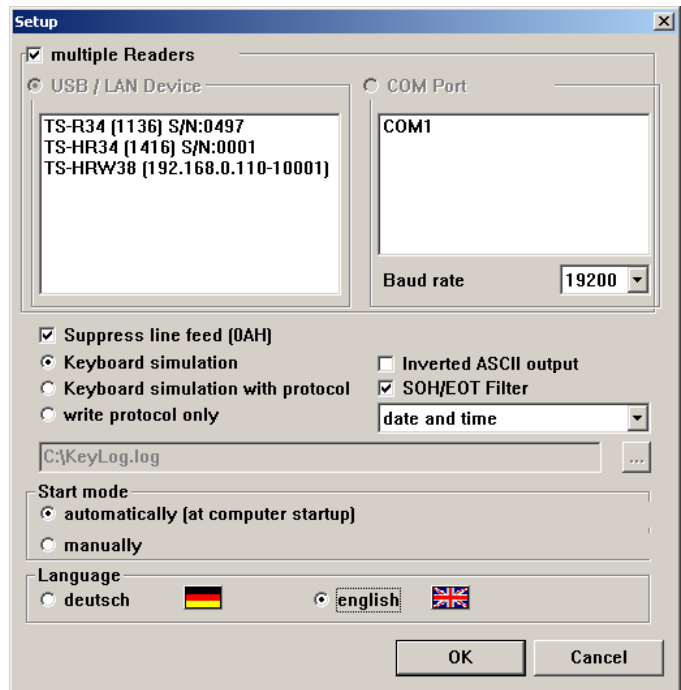 Setup
multiple Readers
USB / LAN Device
COM Port
TS-R34 (1136) S/N:0497
TS-HR34 (1416) S/N:0001
TS-HRW38 (192.168.0.110-10001)
COM1
Baud rate
19200
Suppress line feed (0AH)
Keyboard simulation
Inverted ASCII output
Keyboard simulation with protocol
SOH/EOT Filter
write protocol only
date and time
C:\KeyLog.log
...
Start mode
automatically (at computer startup)
manually
Language
deutsch
english
OK
Cancel